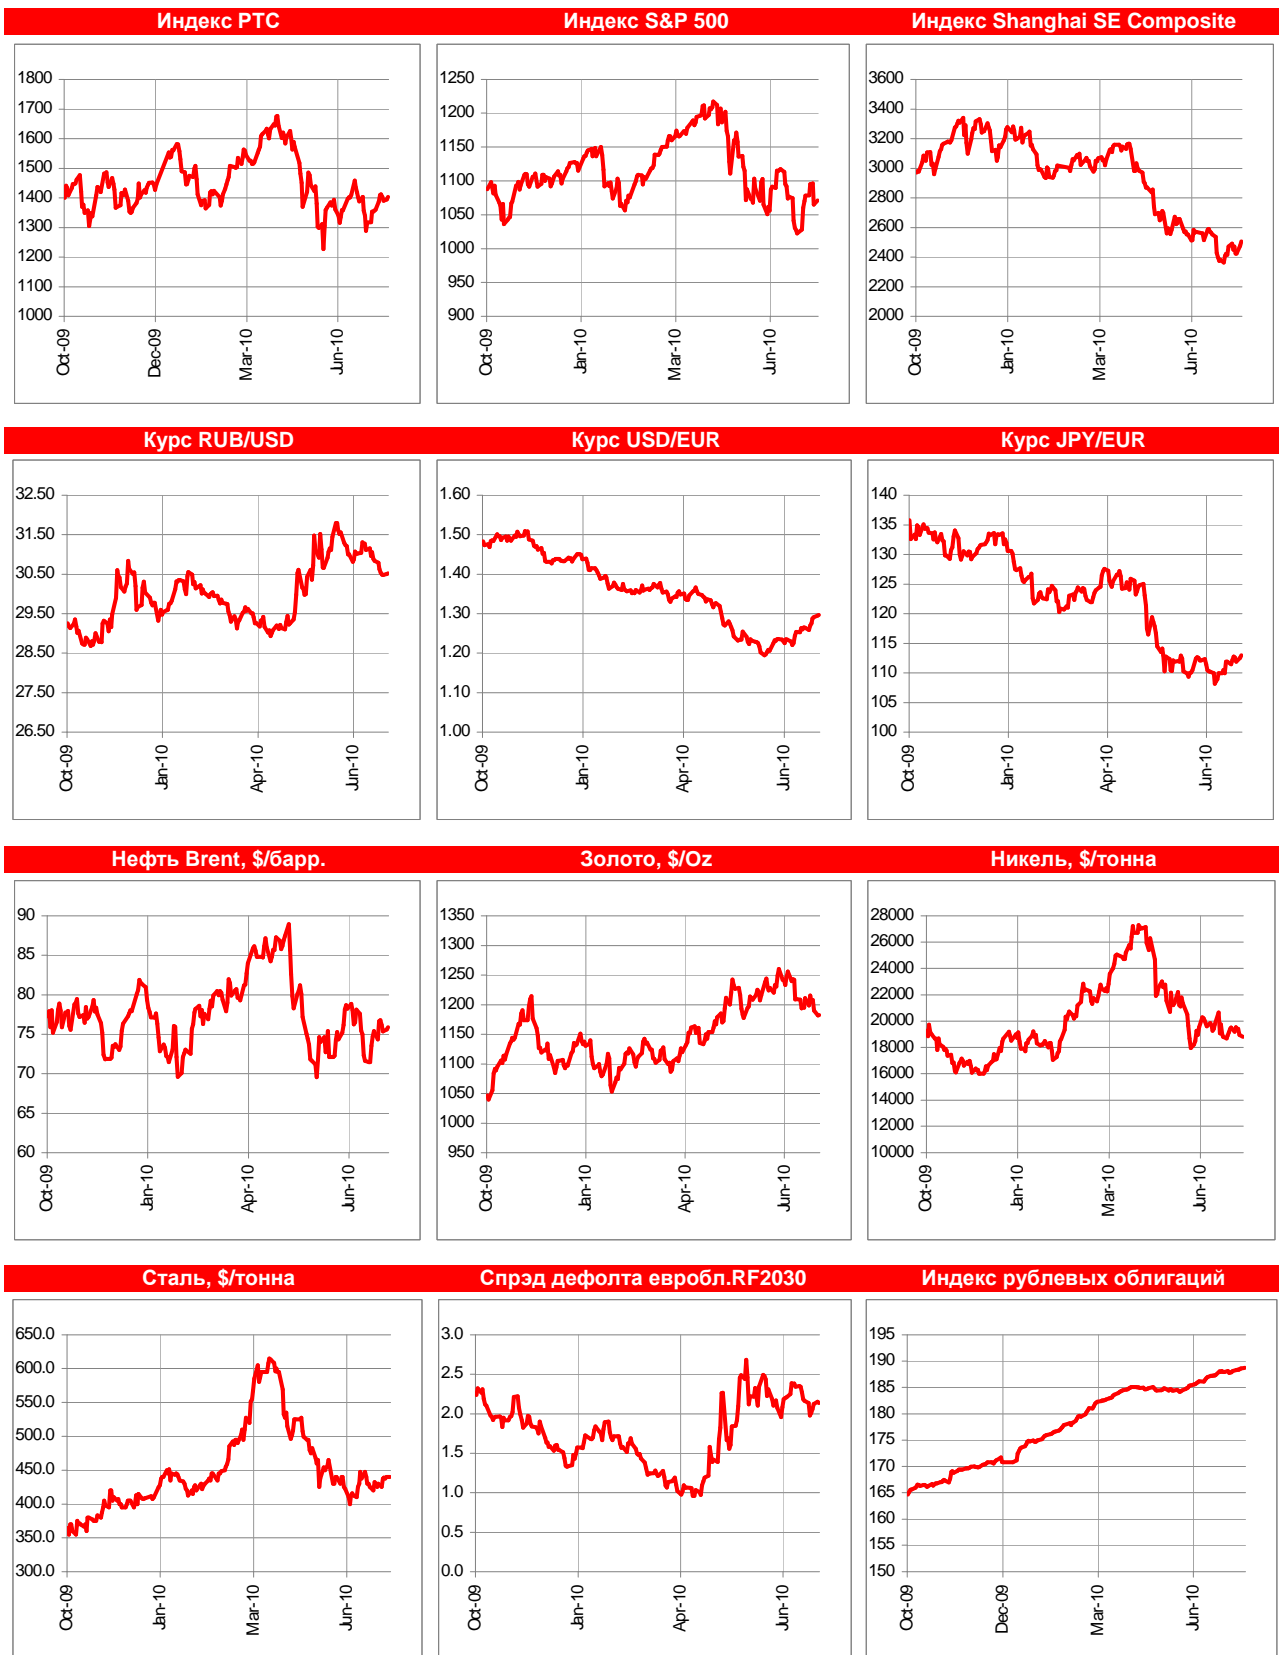 Индекс РТС
Индекс S&P 500
Индекс Shanghai SE Composite
1800
1700
1600
1500
1400
1300
1200
1100
1000
Oct-09
Dec-09
Mar-10
Jun-10
1250
1200
1150
1100
1050
1000
950
900
Oct-09
Jan-10
Mar-10
Jun-10
3600
3400
3200
3000
2800
2600
2400
2200
2000
Oct-09
Jan-10
Mar-10
Jun-10
Курс RUB/USD
Курс USD/EUR
Курс JPY/EUR
32.50
31.50
30.50
29.50
28.50
27.50
26.50
Oct-09
Jan-10
Apr-10
Jun-10
1.60
1.50
1.40
1.30
1.20
1.10
1.00
Oct-09
Jan-10
Apr-10
Jun-10
140
135
130
125
120
115
110
105
100
Oct-09
Jan-10
Apr-10
Jun-10
Нефть Brent, $/барр.
Золото, $/Oz
Никель, $/тонна
90
85
80
75
70
65
60
Oct-09
Jan-10
Apr-10
Jun-10
1350
1300
1250
1200
1150
1100
1050
1000
950
Oct-09
Jan-10
Apr-10
Jun-10
28000
26000
24000
22000
20000
18000
16000
14000
12000
10000
Oct-09
Jan-10
Mar-10
Jun-10
Сталь, $/тонна
Спрэд дефолта евробл.RF2030
Индекс рублевых облигаций
650.0
600.0
550.0
500.0
450.0
400.0
350.0
300.0
Oct-09
Jan-10
Mar-10
Jun-10
3.0
2.5
2.0
1.5
1.0
0.5
0.0
Oct-09
Jan-10
Apr-10
Jun-10
195
190
185
180
175
170
165
160
155
150
Oct-09
Dec-09
Mar-10
Jun-10